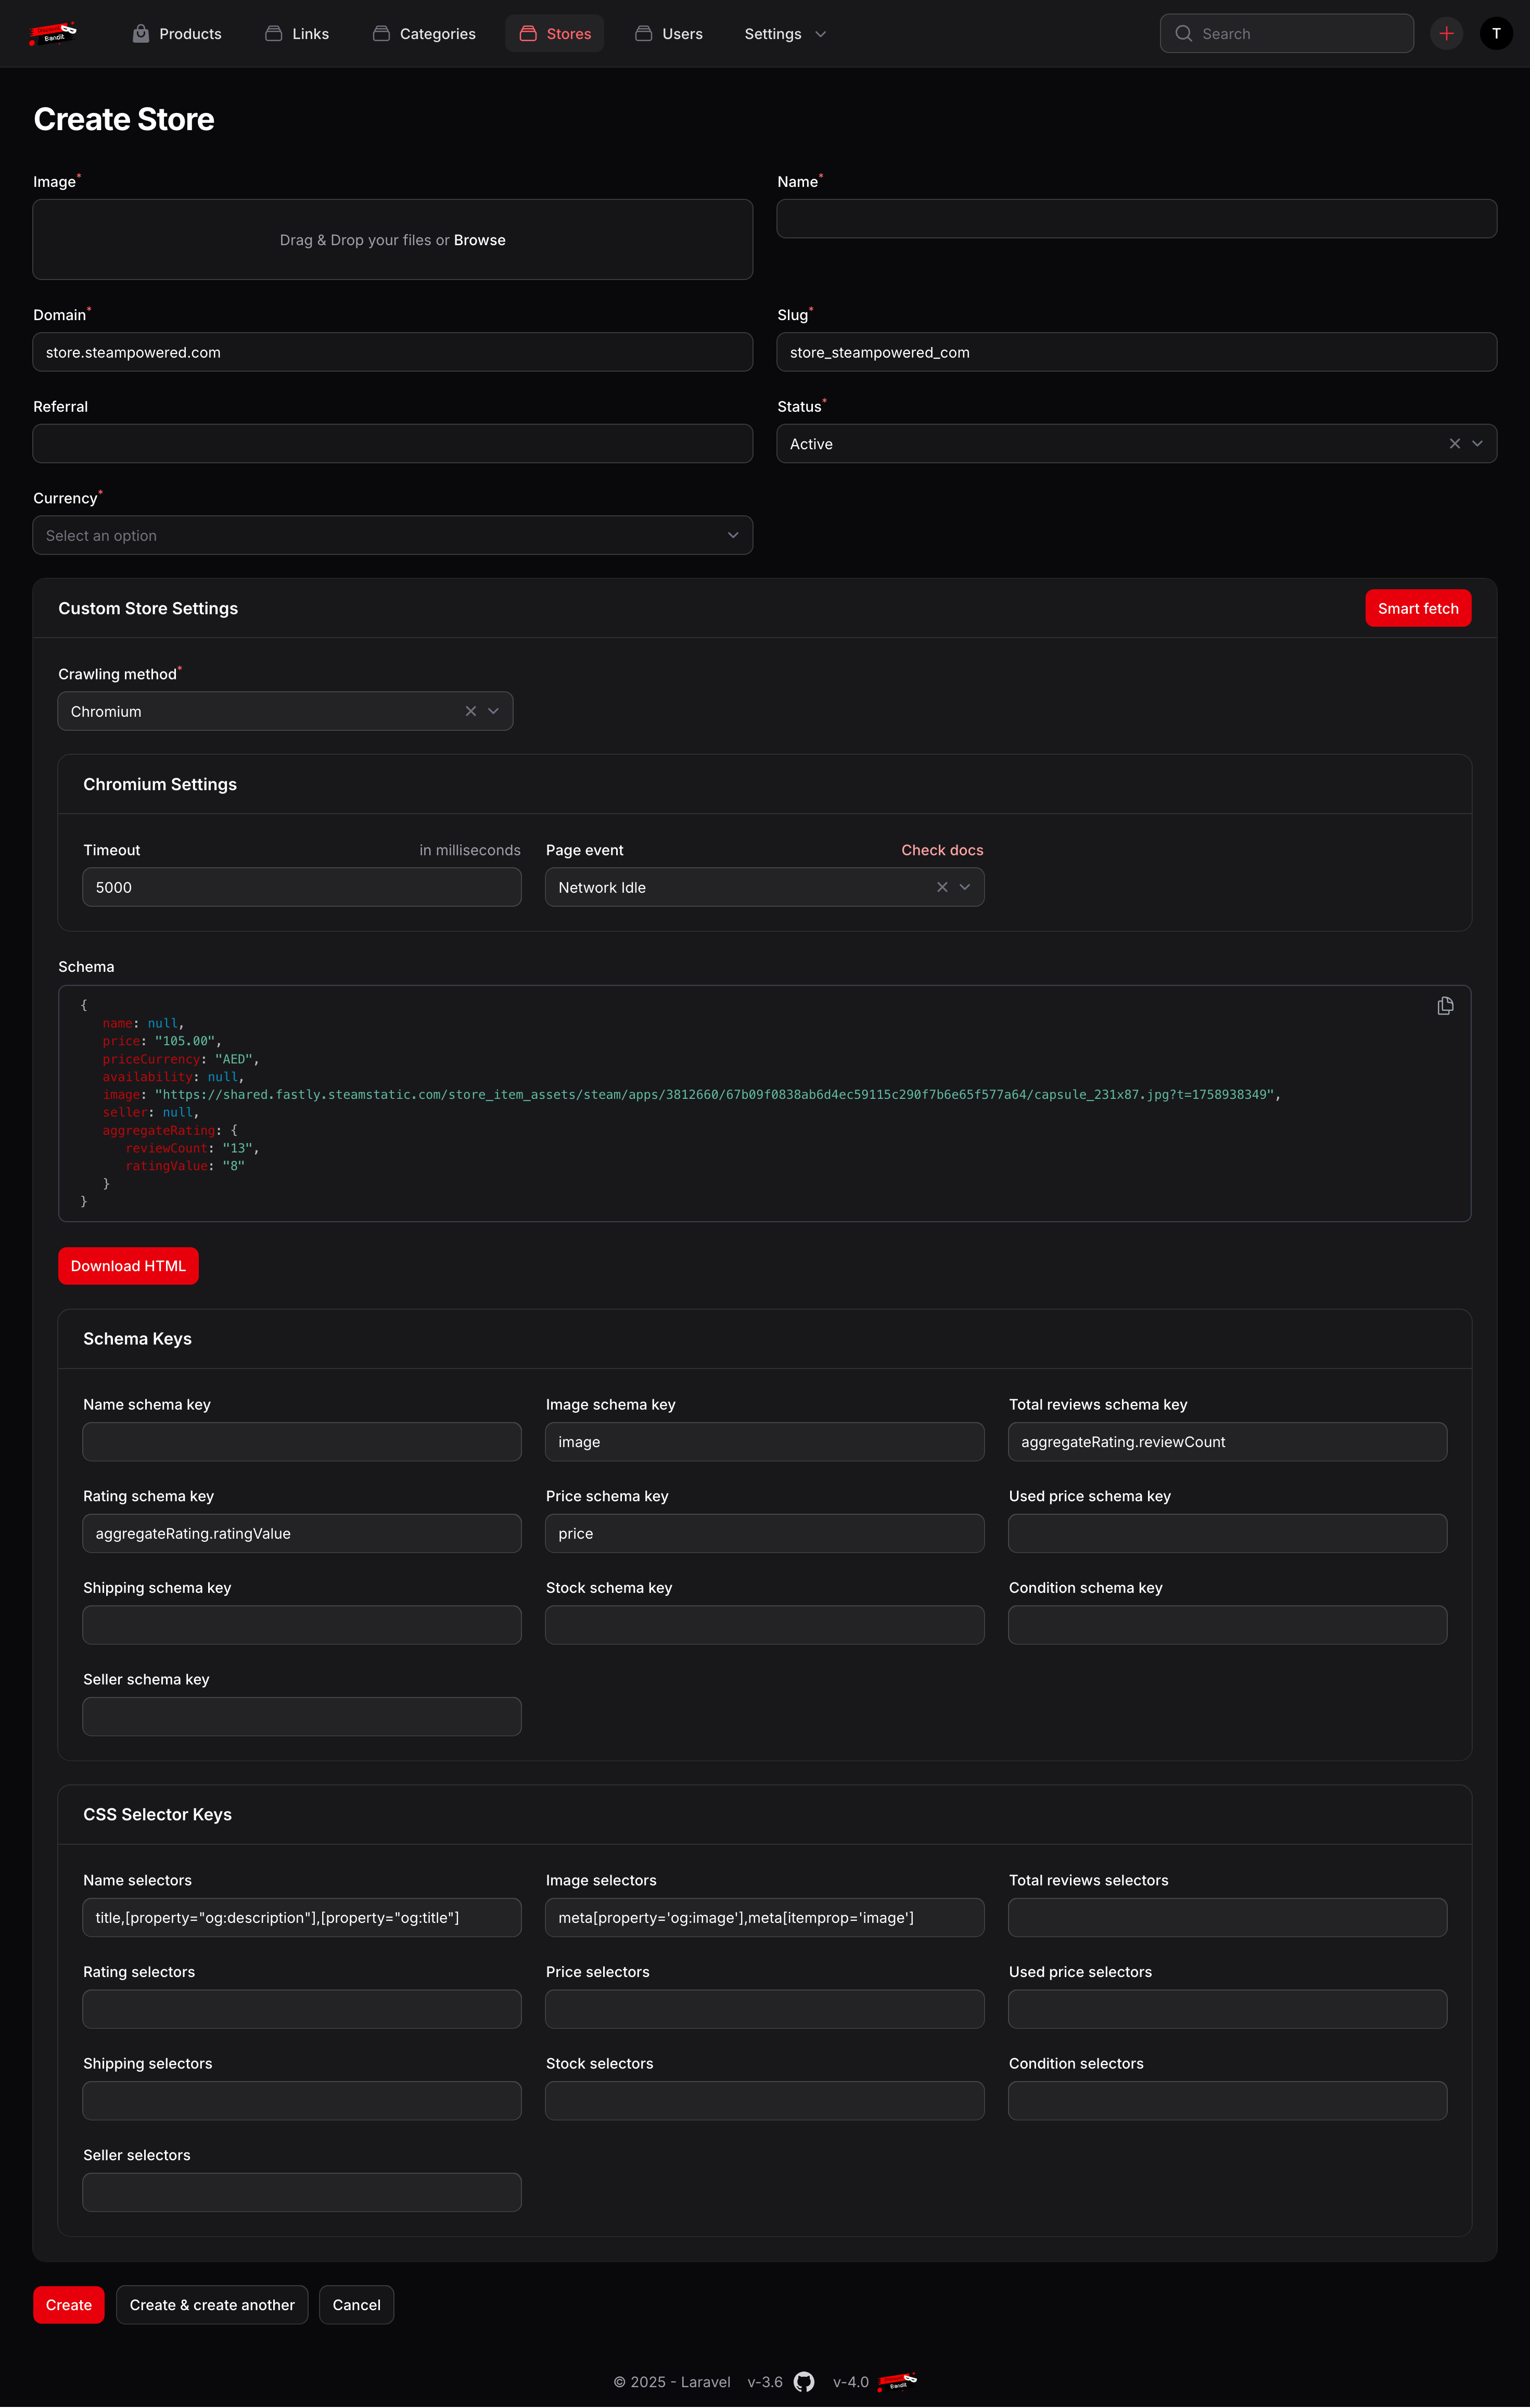 Bandit
Products
Links
Categories
Stores
Users
Settings
Search
T
Create Store
Image*
Name*
Drag & Drop your files or Browse
Domain*
Slug*
store.steampowered.com
store_steampowered_com
Referral
Status*
Active
Currency*
Select an option
Custom Store Settings
Smart fetch
Crawling method*
Chromium
Chromium Settings
Timeout
in milliseconds
Page event
Check docs
5000
Network Idle
Schema
{
name: null,
price: "105.00",
priceCurrency: "AED",
availability: null,
image: "https://shared.fastly.steamstatic.com/store_item_assets/steam/apps/3812660/67b09f0838ab6d4ec59115c290f7b6e65f577a64/capsule_231x87.jpg?t=1758938349",
seller: null,
aggregateRating: {
reviewCount: "13",
ratingValue: "8"
}
}
Download HTML
Schema Keys
Name schema key
Image schema key
Total reviews schema key
image
aggregateRating.reviewCount
Rating schema key
Price schema key
Used price schema key
aggregateRating.ratingValue
price
Shipping schema key
Stock schema key
Condition schema key
Seller schema key
CSS Selector Keys
Name selectors
Image selectors
Total reviews selectors
title,[property="og:description"],[property="og:title"]
meta[property='og:image'],meta[itemprop='image']
Rating selectors
Price selectors
Used price selectors
Shipping selectors
Stock selectors
Condition selectors
Seller selectors
Create
Create & create another
Cancel
© 2025 - Laravel
v-3.6
v-4.0
Bandit